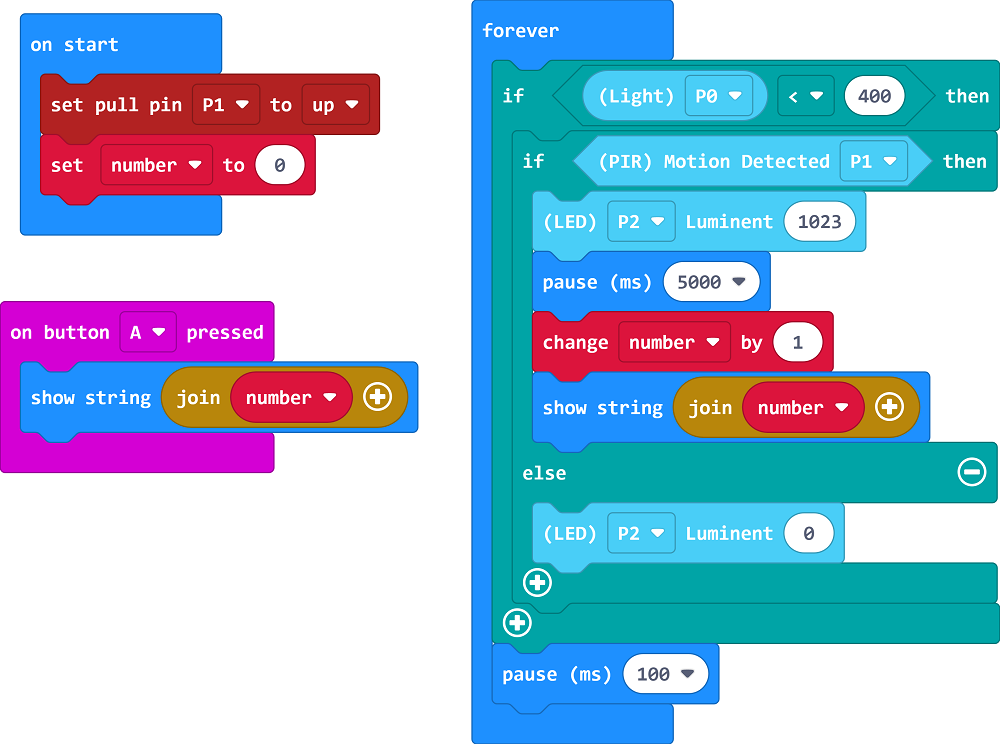 on start
set pull pin P1 to up
set number to 0
on button A pressed
show string join number
forever
if (Light) P0 < 400 then
if (PIR) Motion Detected P1 then
(LED) P2 Luminent 1023
pause (ms) 5000
change number by 1
show string join number
else
(LED) P2 Luminent 0
pause (ms) 100